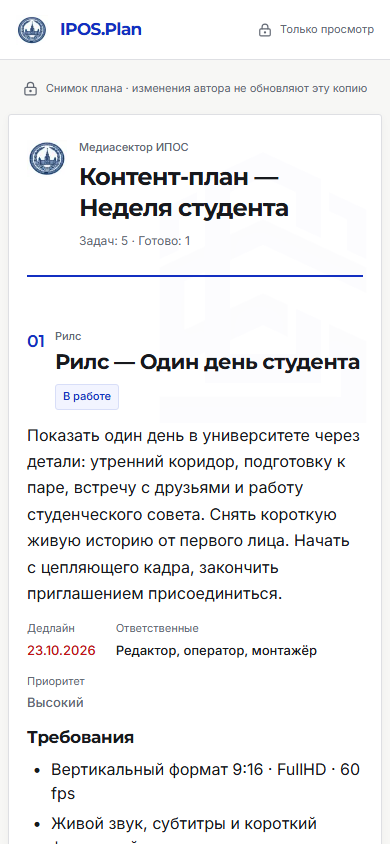 IPOS.Plan
Только просмотр
Снимок плана · изменения автора не обновляют эту копию
Медиасектор ИПОС
Контент-план —
Неделя студента
Задач: 5 · Готово: 1
01
Рилс
Рилс — Один день студента
В работе
Показать один день в университете через
детали: утренний коридор, подготовку к
паре, встречу с друзьями и работу
студенческого совета. Снять короткую
живую историю от первого лица. Начать
с цепляющего кадра, закончить
приглашением присоединиться.
Дедлайн
23.10.2026
Ответственные
Редактор, оператор, монтажёр
Приоритет
Высокий
Требования
• Вертикальный формат 9:16 · FullHD · 60
fps
• Живой звук, субтитры и короткий